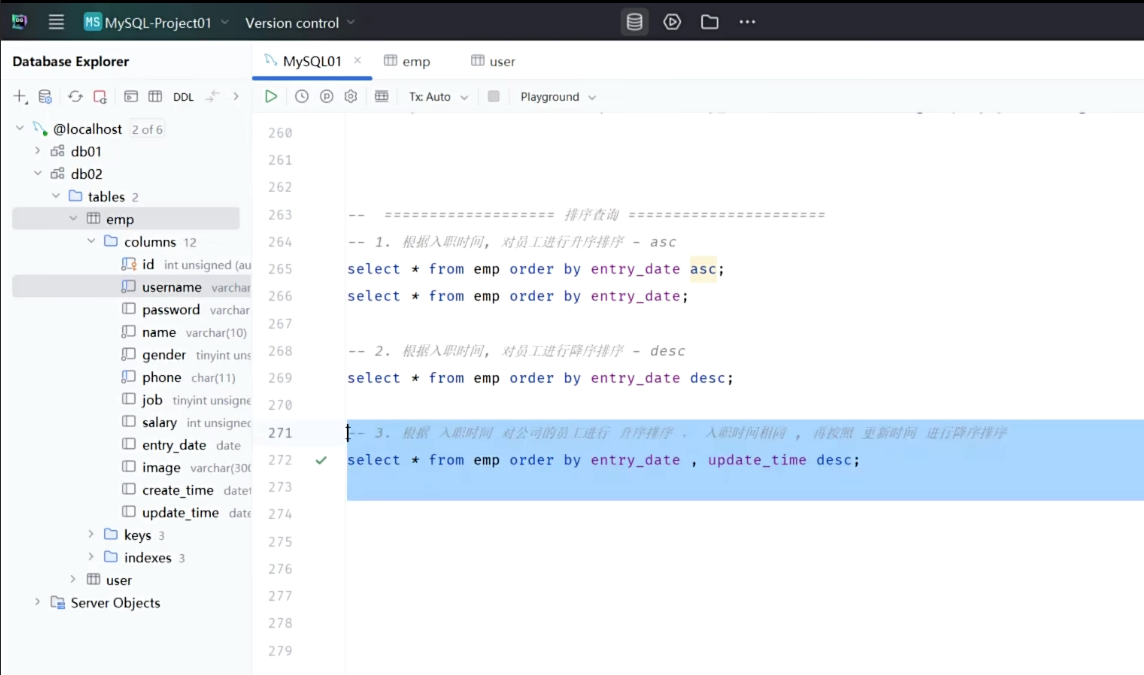 MS MySQL-Project01 Version control
Database Explorer
MySQL01 × emp user
DDL
Tx: Auto Playground
@localhost 2 of 6
db01
db02
tables 2
emp
columns 12
id int unsigned (au
username varchar
password varchar
name varchar(10)
gender tinyint uns
phone char(11)
job tinyint unsigne
salary int unsigned
entry_date date
image varchar(300
create_time datet
update_time date
keys 3
indexes 3
user
Server Objects
260
261
262
263 -- =================== 排序查询 ======================
264 -- 1. 根据入职时间, 对员工进行升序排序 - asc
265 select * from emp order by entry_date asc;
266 select * from emp order by entry_date;
267
268 -- 2. 根据入职时间, 对员工进行降序排序 - desc
269 select * from emp order by entry_date desc;
270
271 -- 3. 根据 入职时间 对公司的员工进行 升序排序 . 入职时间相同 , 再按照 更新时间 进行降序排序
272 select * from emp order by entry_date , update_time desc;
273
274
275
276
277
278
279